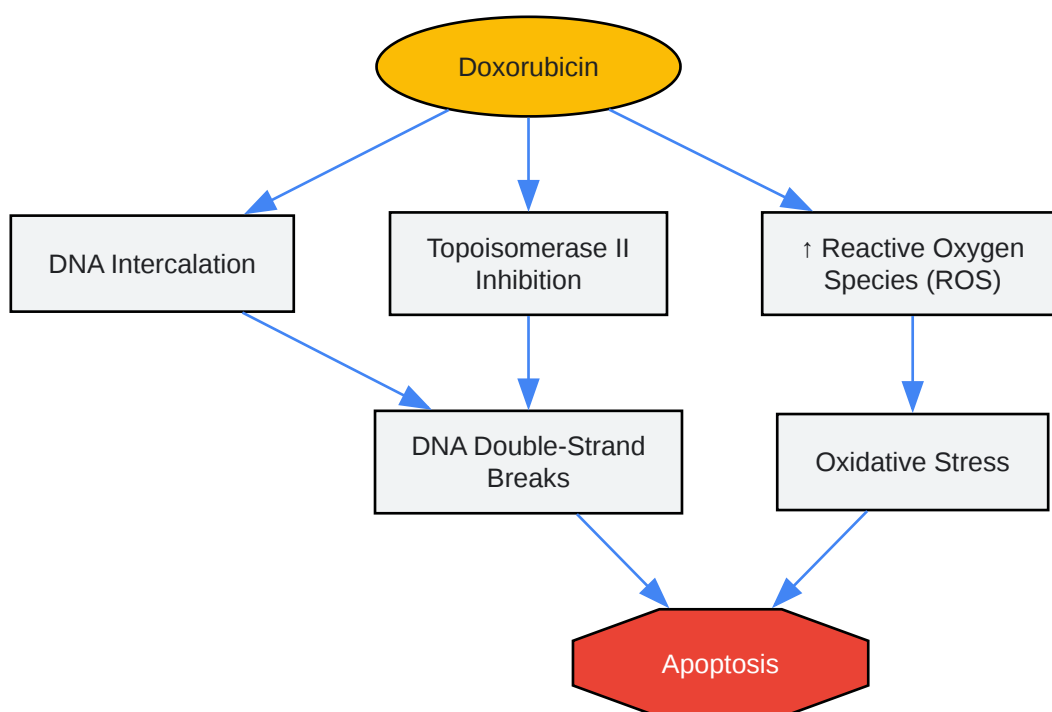 Doxorubicin
DNA Intercalation
Topoisomerase II
Inhibition
↑ Reactive Oxygen
Species (ROS)
DNA Double-Strand
Breaks
Oxidative Stress
Apoptosis